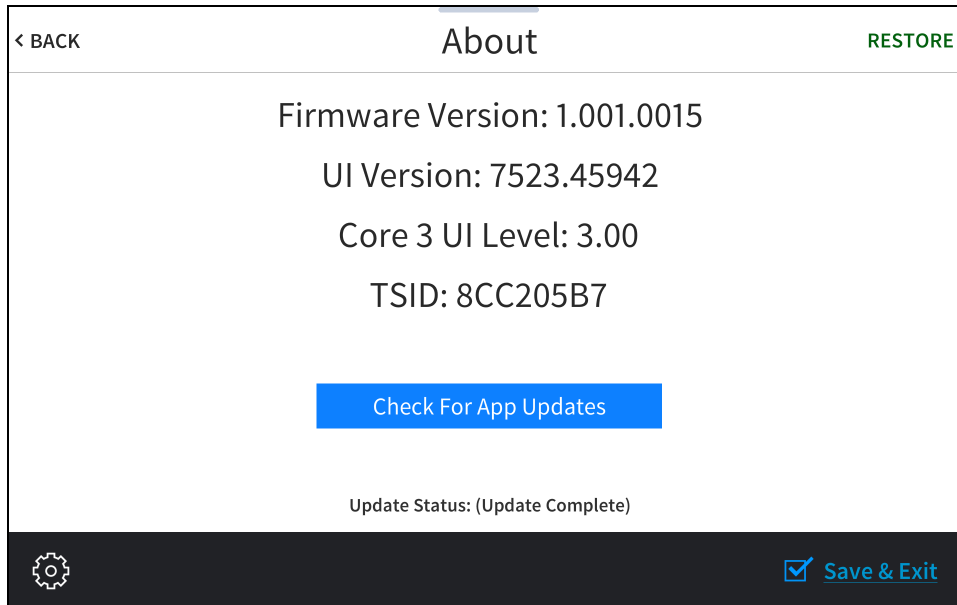 < BACK
About
RESTORE
Firmware Version: 1.001.0015
UI Version: 7523.45942
Core 3 UI Level: 3.00
TSID: 8CC205B7
Check For App Updates
Update Status: (Update Complete)
Save & Exit